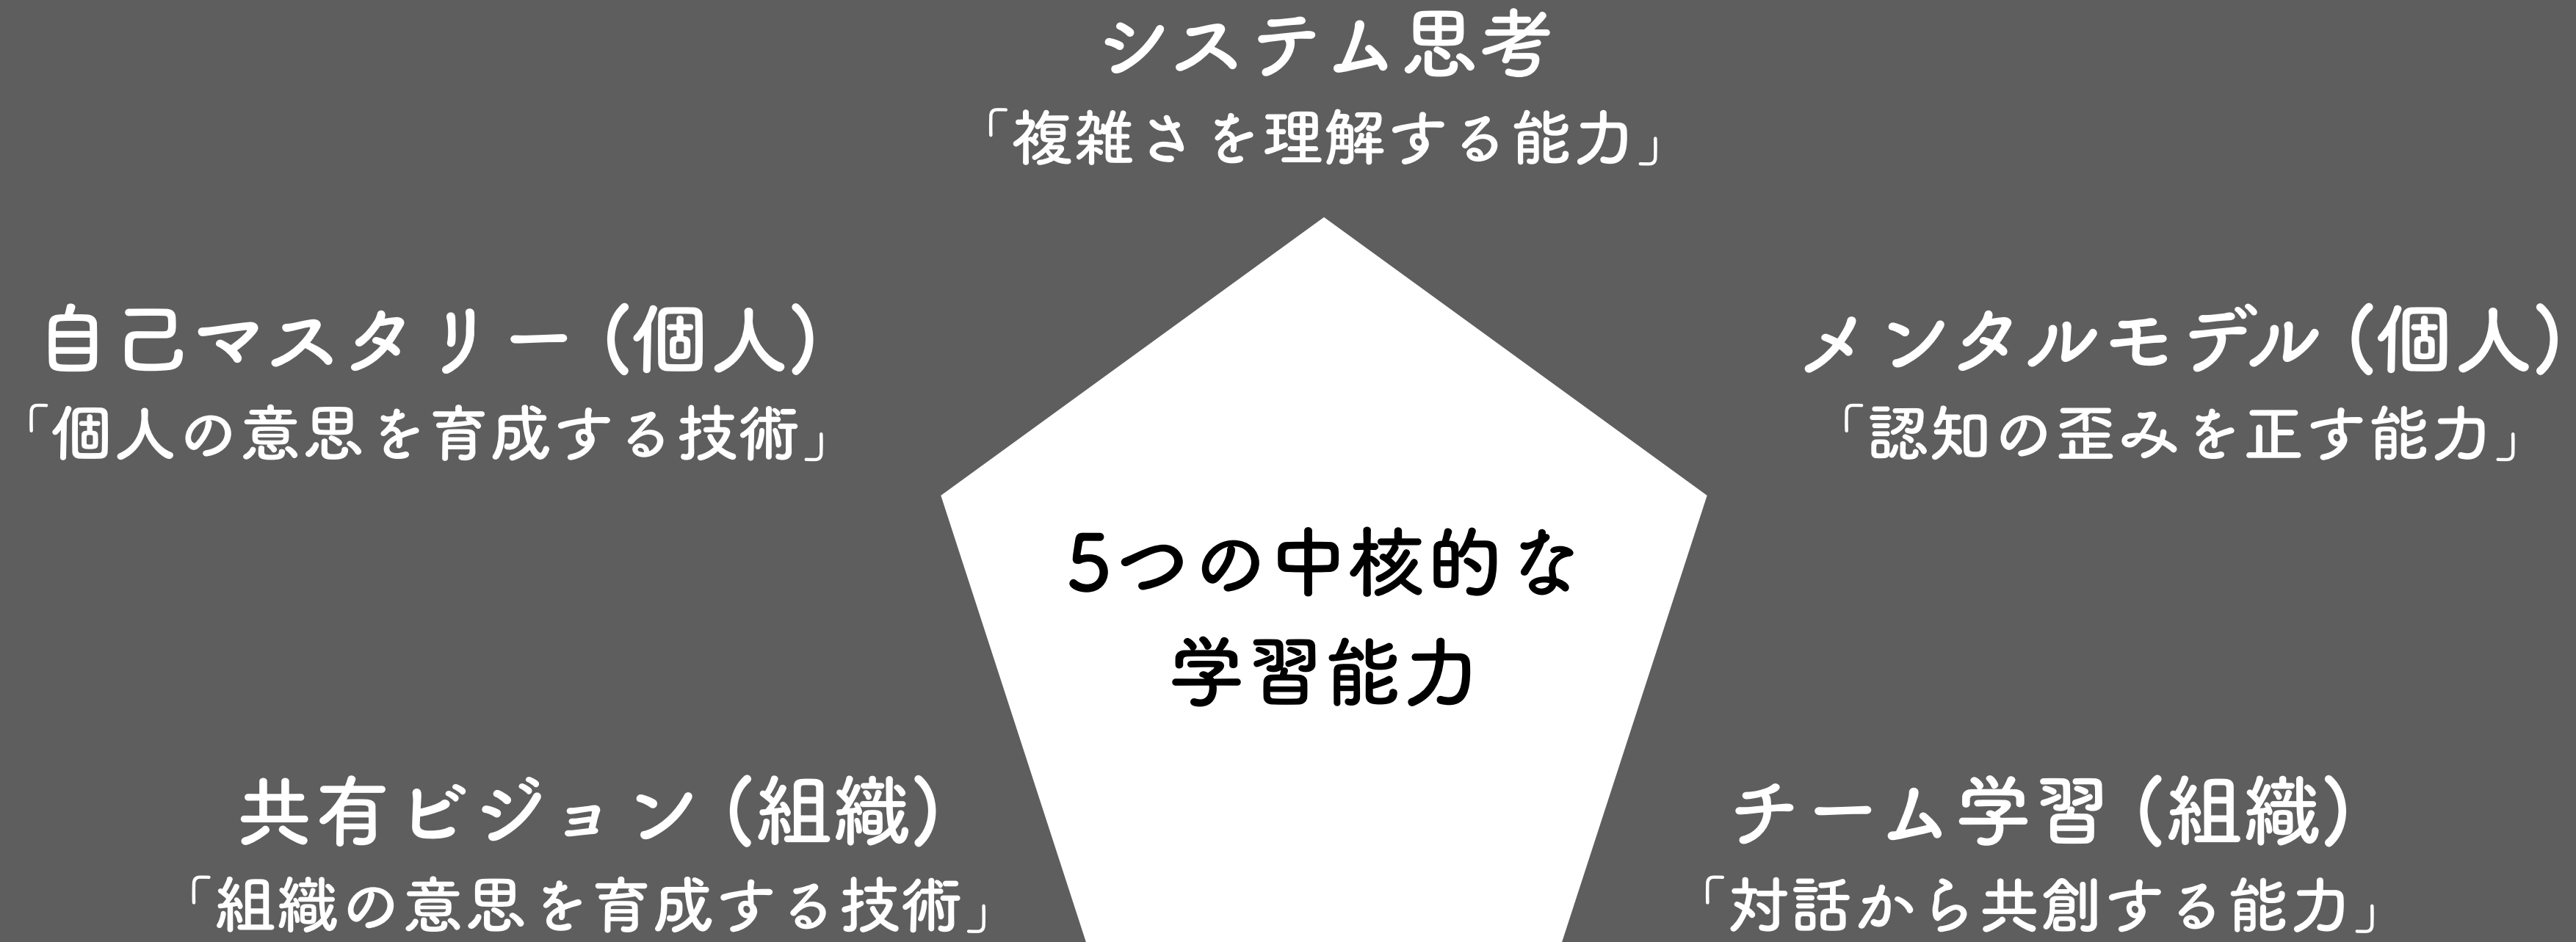 システム思考
「複雑さを理解する能力」
自己マスタリー（個人）
「個人の意思を育成する技術」
メンタルモデル（個人）
「認知の歪みを正す能力」
5つの中核的な
学習能力
共有ビジョン（組織）
「組織の意思を育成する技術」
チーム学習（組織）
「対話から共創する能力」